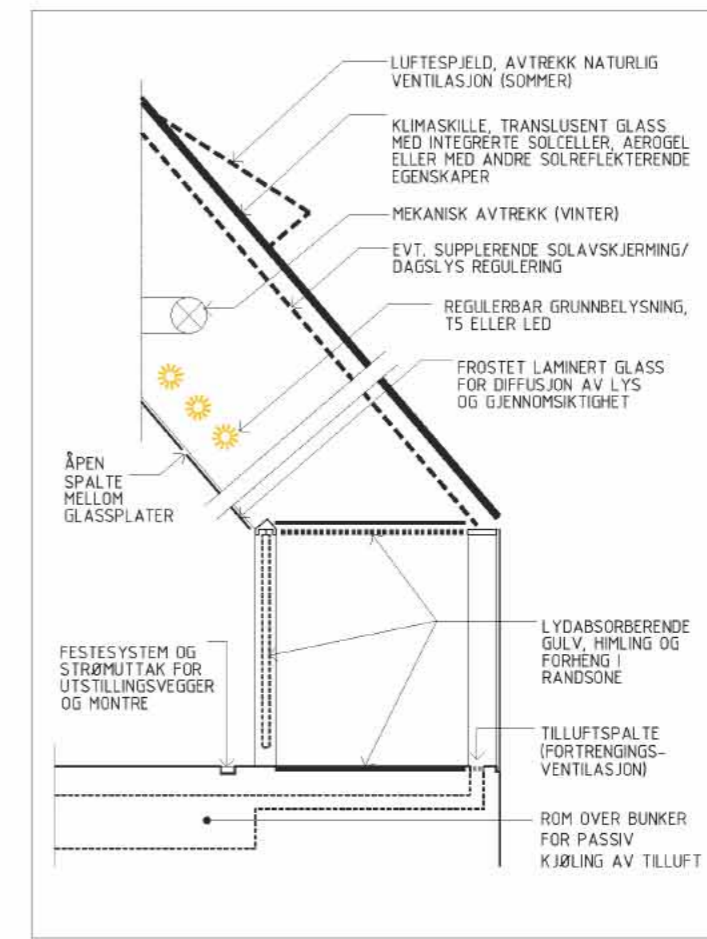 LUFTESPJELD, AVTREKK NATURLIG
VENTILASJON (SOMMER)
KLIMASKILLE, TRANSLUSENT GLASS
MED INTEGRERTE SOLCELLER, AEROGEL
ELLER MED ANDRE SOLREFLEKTERENDE
EGENSKAPER
MEKANISK AVTREKK (VINTER)
EVT. SUPPLERENDE SOLAVSKJERMING/
DAGSLYS REGULERING
REGULERBAR GRUNNBELYSNING,
T5 ELLER LED
FROSTET LAMINERT GLASS
FOR DIFFUSJON AV LYS
OG GJENNOMSIKTIGHET
ÅPEN
SPALTE
MELLOM
GLASSPLATER
FESTESYSTEM OG
STRØMUTTAK FOR
UTSTILLINGSVEGGER
OG MONTRE
LYDABSORBERENDE
GULV, HIMLING OG
FORHENG I
RANDSONE
TILLUFTSPALTE
(FORTRENGINGS-
VENTILASJON)
ROM OVER BUNKER
FOR PASSIV
KJØLING AV TILLUFT